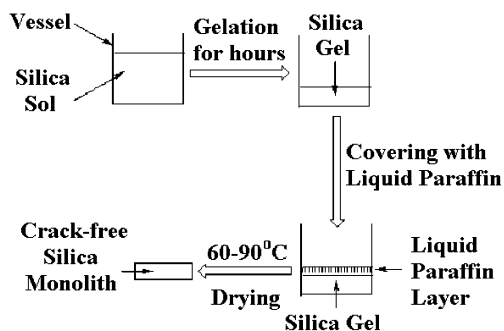 Vessel
Silica
Sol
Gelation
for hours
Silica
Gel
Covering with
Liquid Paraffin
Liquid
Paraffin
Layer
Silica Gel
60-90⁰C
Drying
Crack-free
Silica
Monolith